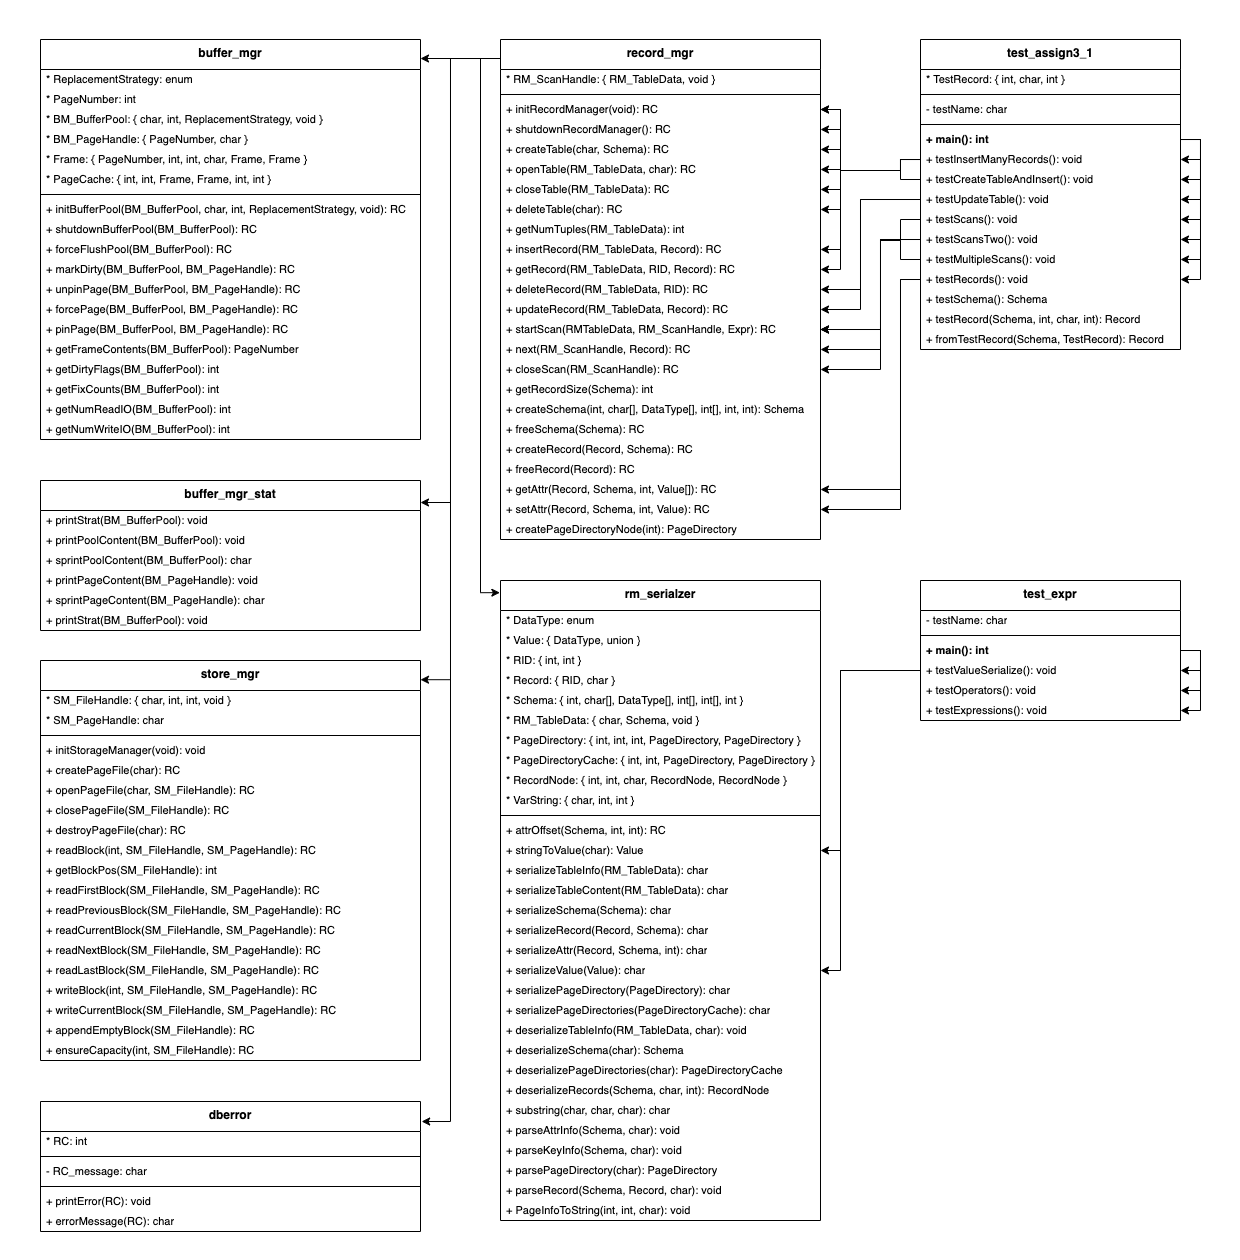 buffer_mgr
* ReplacementStrategy: enum
* PageNumber: int
* BM_BufferPool: { char, int, ReplacementStrategy, void }
* BM_PageHandle: { PageNumber, char }
* Frame: { PageNumber, int, int, char, Frame, Frame }
* PageCache: { int, int, Frame, Frame, int, int }
+ initBufferPool(BM_BufferPool, char, int, ReplacementStrategy, void): RC
+ shutdownBufferPool(BM_BufferPool): RC
+ forceFlushPool(BM_BufferPool): RC
+ markDirty(BM_BufferPool, BM_PageHandle): RC
+ unpinPage(BM_BufferPool, BM_PageHandle): RC
+ forcePage(BM_BufferPool, BM_PageHandle): RC
+ pinPage(BM_BufferPool, BM_PageHandle): RC
+ getFrameContents(BM_BufferPool): PageNumber
+ getDirtyFlags(BM_BufferPool): int
+ getFixCounts(BM_BufferPool): int
+ getNumReadIO(BM_BufferPool): int
+ getNumWriteIO(BM_BufferPool): int
buffer_mgr_stat
+ printStrat(BM_BufferPool): void
+ printPoolContent(BM_BufferPool): void
+ sprintPoolContent(BM_BufferPool): char
+ printPageContent(BM_PageHandle): void
+ sprintPageContent(BM_PageHandle): char
+ printStrat(BM_BufferPool): void
store_mgr
* SM_FileHandle: { char, int, int, void }
* SM_PageHandle: char
+ initStorageManager(void): void
+ createPageFile(char): RC
+ openPageFile(char, SM_FileHandle): RC
+ closePageFile(SM_FileHandle): RC
+ destroyPageFile(char): RC
+ readBlock(int, SM_FileHandle, SM_PageHandle): RC
+ getBlockPos(SM_FileHandle): int
+ readFirstBlock(SM_FileHandle, SM_PageHandle): RC
+ readPreviousBlock(SM_FileHandle, SM_PageHandle): RC
+ readCurrentBlock(SM_FileHandle, SM_PageHandle): RC
+ readNextBlock(SM_FileHandle, SM_PageHandle): RC
+ readLastBlock(SM_FileHandle, SM_PageHandle): RC
+ writeBlock(int, SM_FileHandle, SM_PageHandle): RC
+ writeCurrentBlock(SM_FileHandle, SM_PageHandle): RC
+ appendEmptyBlock(SM_FileHandle): RC
+ ensureCapacity(int, SM_FileHandle): RC
dberror
* RC: int
- RC_message: char
+ printError(RC): void
+ errorMessage(RC): char
record_mgr
* RM_ScanHandle: { RM_TableData, void }
+ initRecordManager(void): RC
+ shutdownRecordManager(): RC
+ createTable(char, Schema): RC
+ openTable(RM_TableData, char): RC
+ closeTable(RM_TableData): RC
+ deleteTable(char): RC
+ getNumTuples(RM_TableData): int
+ insertRecord(RM_TableData, Record): RC
+ getRecord(RM_TableData, RID, Record): RC
+ deleteRecord(RM_TableData, RID): RC
+ updateRecord(RM_TableData, Record): RC
+ startScan(RMTableData, RM_ScanHandle, Expr): RC
+ next(RM_ScanHandle, Record): RC
+ closeScan(RM_ScanHandle): RC
+ getRecordSize(Schema): int
+ createSchema(int, char[], DataType[], int[], int, int): Schema
+ freeSchema(Schema): RC
+ createRecord(Record, Schema): RC
+ freeRecord(Record): RC
+ getAttr(Record, Schema, int, Value[]): RC
+ setAttr(Record, Schema, int, Value): RC
+ createPageDirectoryNode(int): PageDirectory
rm_serialzer
* DataType: enum
* Value: { DataType, union }
* RID: { int, int }
* Record: { RID, char }
* Schema: { int, char[], DataType[], int[], int[], int }
* RM_TableData: { char, Schema, void }
* PageDirectory: { int, int, int, PageDirectory, PageDirectory }
* PageDirectoryCache: { int, int, PageDirectory, PageDirectory }
* RecordNode: { int, int, char, RecordNode, RecordNode }
* VarString: { char, int, int }
+ attrOffset(Schema, int, int): RC
+ stringToValue(char): Value
+ serializeTableInfo(RM_TableData): char
+ serializeTableContent(RM_TableData): char
+ serializeSchema(Schema): char
+ serializeRecord(Record, Schema): char
+ serializeAttr(Record, Schema, int): char
+ serializeValue(Value): char
+ serializePageDirectory(PageDirectory): char
+ serializePageDirectories(PageDirectoryCache): char
+ deserializeTableInfo(RM_TableData, char): void
+ deserializeSchema(char): Schema
+ deserializePageDirectories(char): PageDirectoryCache
+ deserializeRecords(Schema, char, int): RecordNode
+ substring(char, char, char): char
+ parseAttrInfo(Schema, char): void
+ parseKeyInfo(Schema, char): void
+ parsePageDirectory(char): PageDirectory
+ parseRecord(Schema, Record, char): void
+ PageInfoToString(int, int, char): void
test_assign3_1
* TestRecord: { int, char, int }
- testName: char
+ main(): int
+ testInsertManyRecords(): void
+ testCreateTableAndInsert(): void
+ testUpdateTable(): void
+ testScans(): void
+ testScansTwo(): void
+ testMultipleScans(): void
+ testRecords(): void
+ testSchema(): Schema
+ testRecord(Schema, int, char, int): Record
+ fromTestRecord(Schema, TestRecord): Record
test_expr
- testName: char
+ main(): int
+ testValueSerialize(): void
+ testOperators(): void
+ testExpressions(): void